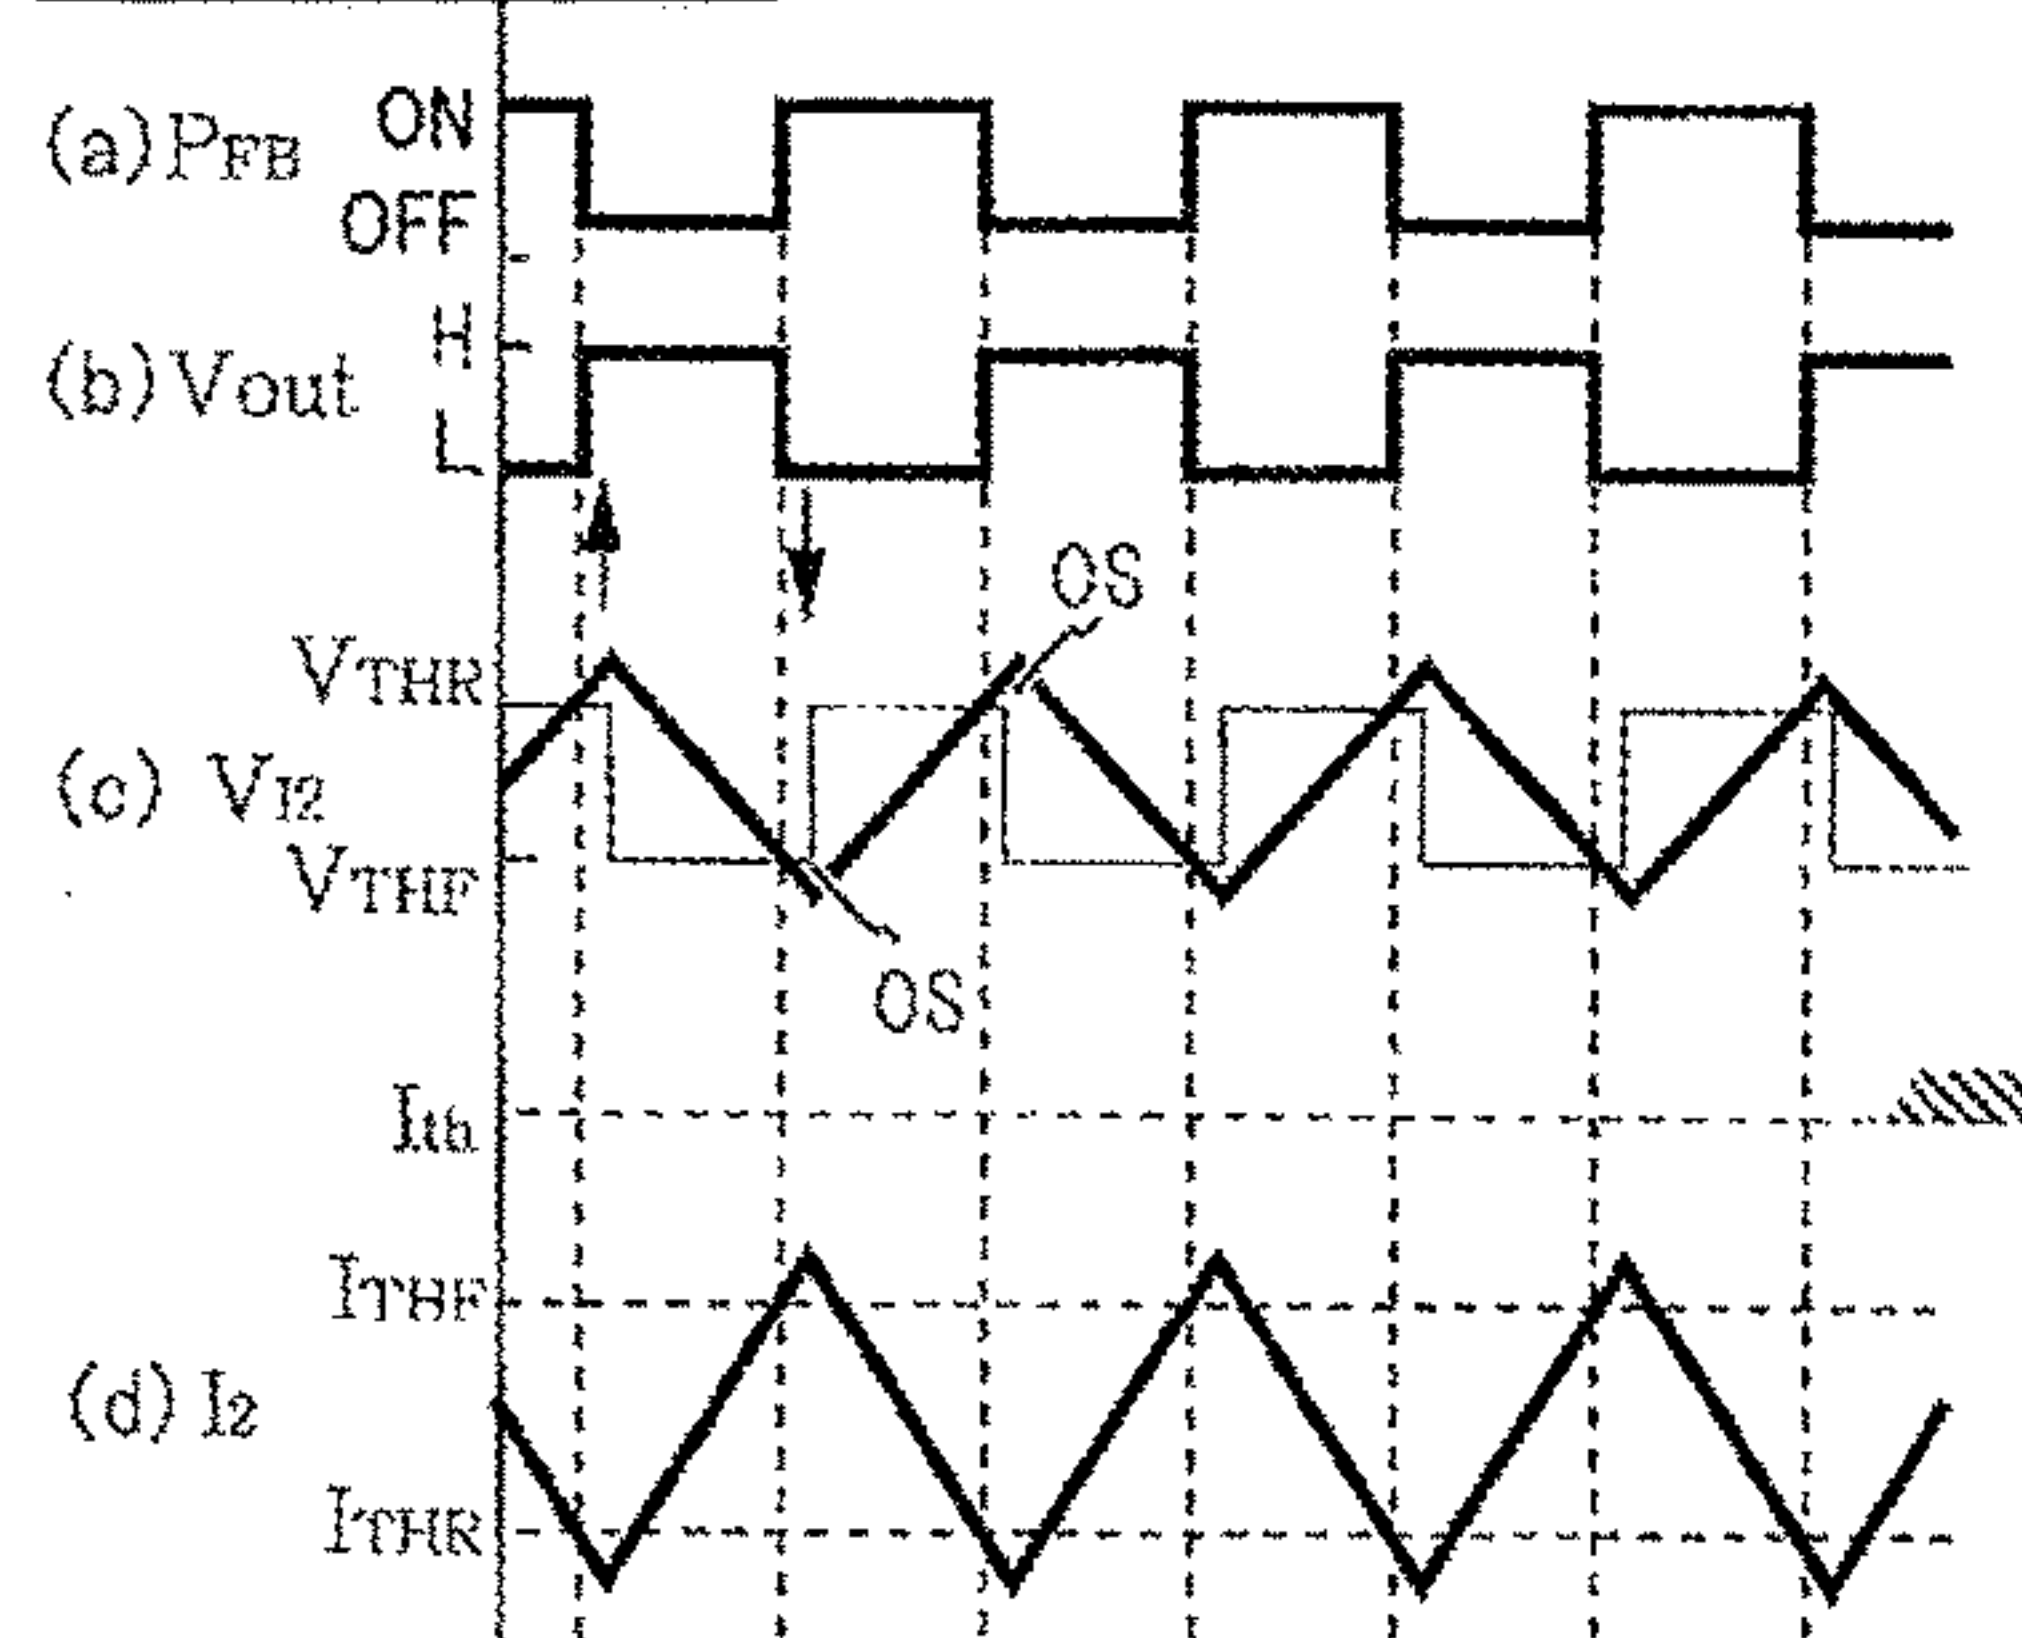 (a) PFB ON
OFF
(b) Vout H
L
OS
VTHR
(c) VI2
VTHF
OS
Ith
ITHF
(d) I2
ITHR